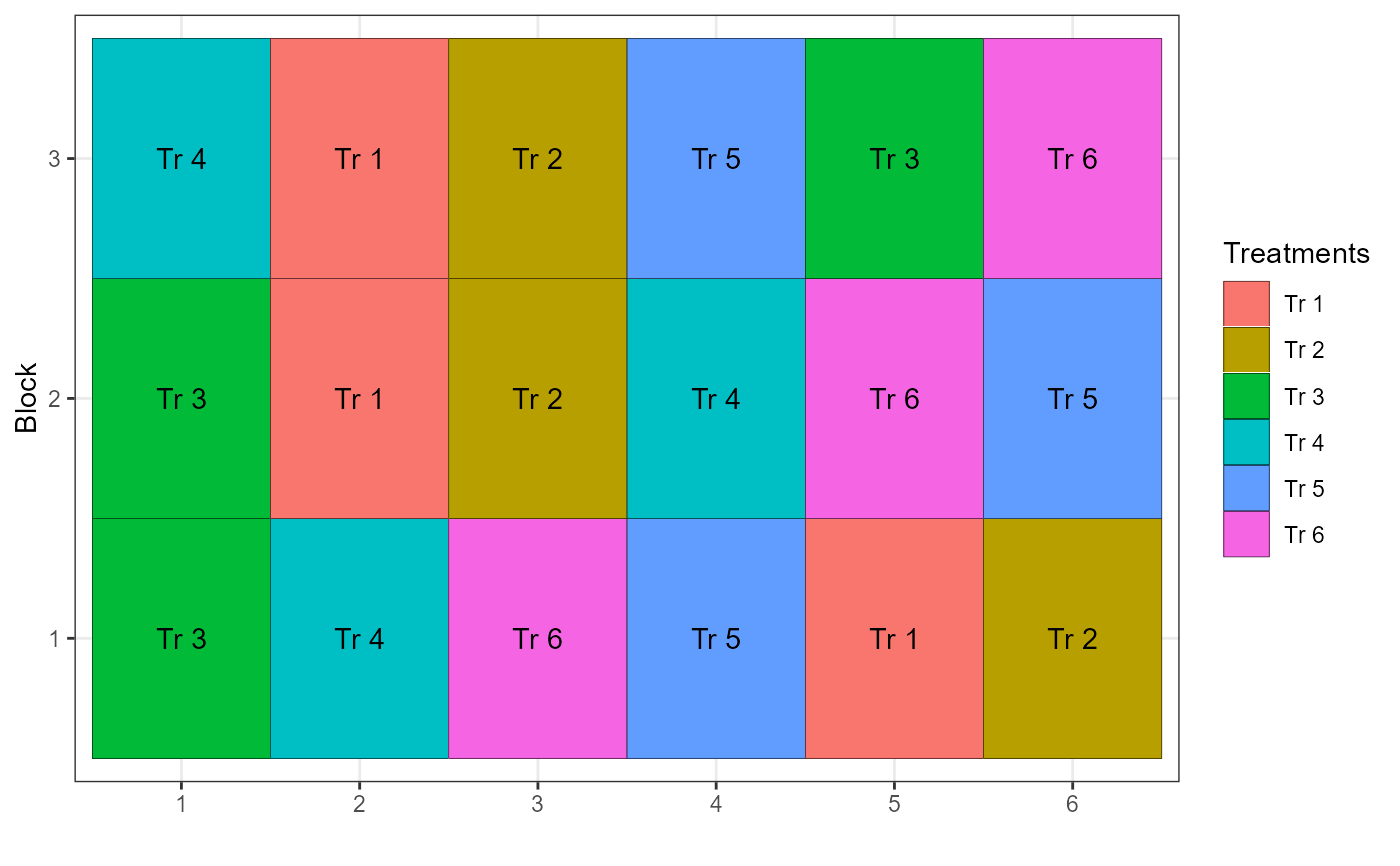 3 Tr 4 Tr 1 Tr 2 Tr 5 Tr 3 Tr 6
Block
2 Tr 3 Tr 1 Tr 2 Tr 4 Tr 6 Tr 5
1 Tr 3 Tr 4 Tr 6 Tr 5 Tr 1 Tr 2
1 2 3 4 5 6
Treatments
Tr 1
Tr 2
Tr 3
Tr 4
Tr 5
Tr 6